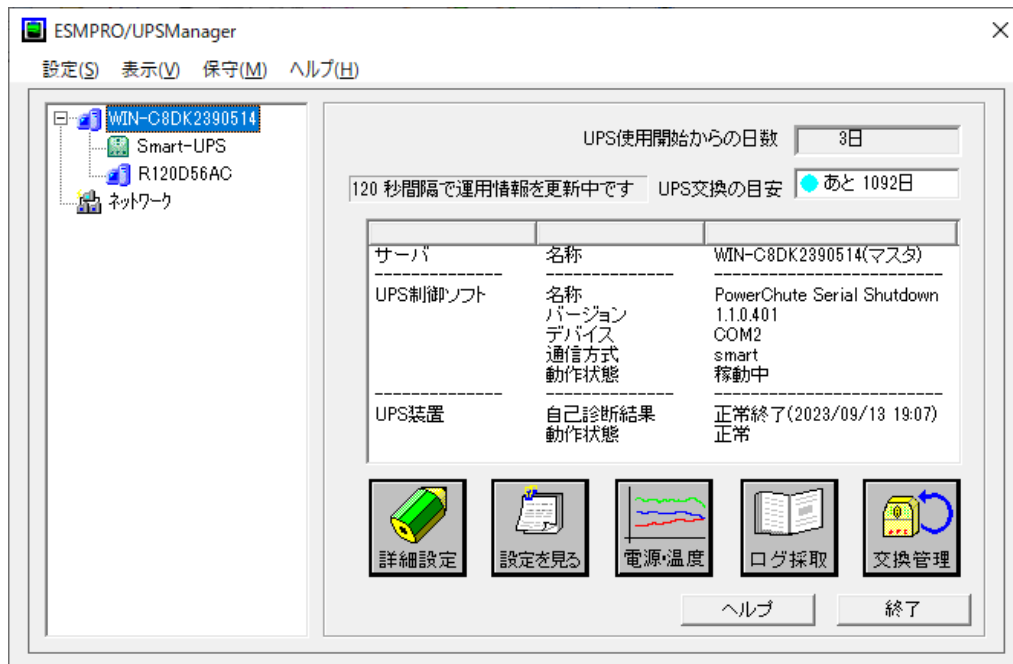 ESMPRO/UPSManager
設定(S) 表示(V) 保守(M) ヘルプ(H)
WIN-C8DK2390514
Smart-UPS
R120D56AC
ネットワーク
UPS使用開始からの日数 3日
120 秒間隔で運用情報を更新中です UPS交換の目安 あと 1092日
サーバ 名称 WIN-C8DK2390514(マスタ)
UPS制御ソフト 名称 PowerChute Serial Shutdown
バージョン 1.1.0.401
デバイス COM2
通信方式 smart
動作状態 稼動中
UPS装置 自己診断結果 正常終了(2023/09/13 19:07)
動作状態 正常
詳細設定 設定を見る 電源・温度 ログ採取 交換管理
ヘルプ 終了